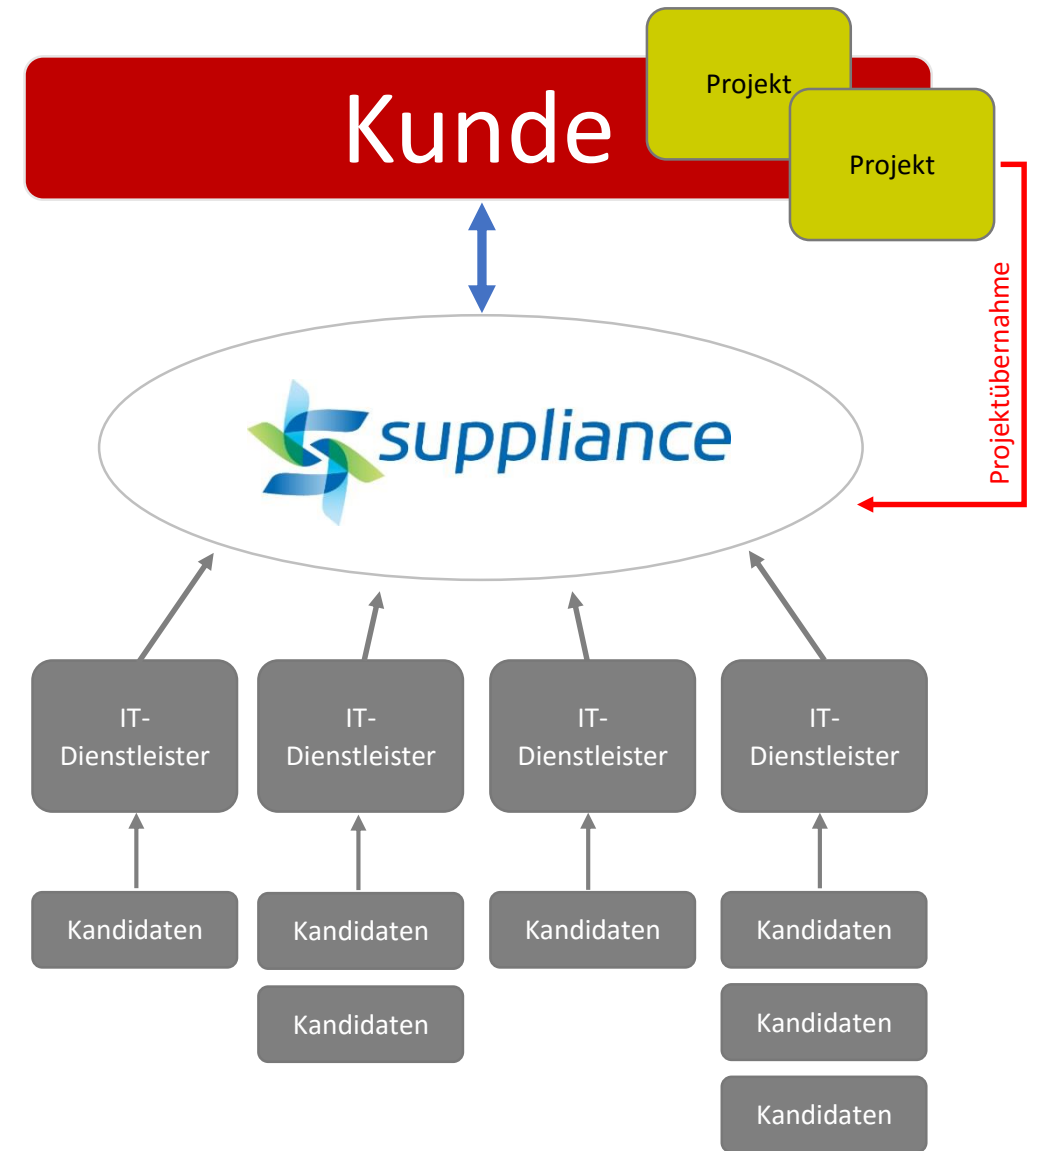 Projekt
Kunde
Projekt
Projektübernahme
suppliance
IT-
Dienstleister
IT-
Dienstleister
IT-
Dienstleister
IT-
Dienstleister
Kandidaten
Kandidaten
Kandidaten
Kandidaten
Kandidaten
Kandidaten
Kandidaten